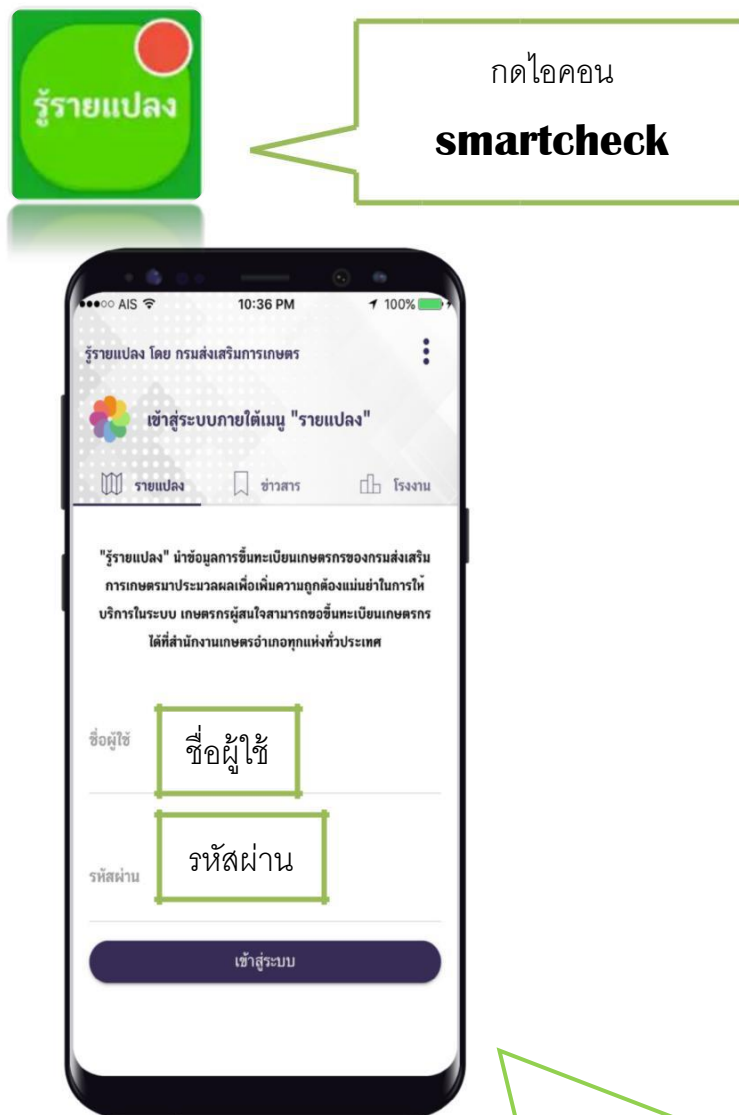 รู้รายแปลง
กดไอคอน
smartcheck
AIS 10:36 PM 100%
รู้รายแปลง โดย กรมส่งเสริมการเกษตร
เข้าสู่ระบบภายใต้เมนู "รายแปลง"
รายแปลง ข่าวสาร โรงงาน
"รู้รายแปลง" นำข้อมูลการขึ้นทะเบียนเกษตรกรของกรมส่งเสริม
การเกษตรมาประมวลผลเพื่อเพิ่มความถูกต้องแม่นยำในการให้
บริการในระบบ เกษตรกรผู้สนใจสามารถขอขึ้นทะเบียนเกษตรกร
ได้ที่สำนักงานเกษตรอำเภอทุกแห่งทั่วประเทศ
ชื่อผู้ใช้ ชื่อผู้ใช้
รหัสผ่าน รหัสผ่าน
เข้าสู่ระบบ